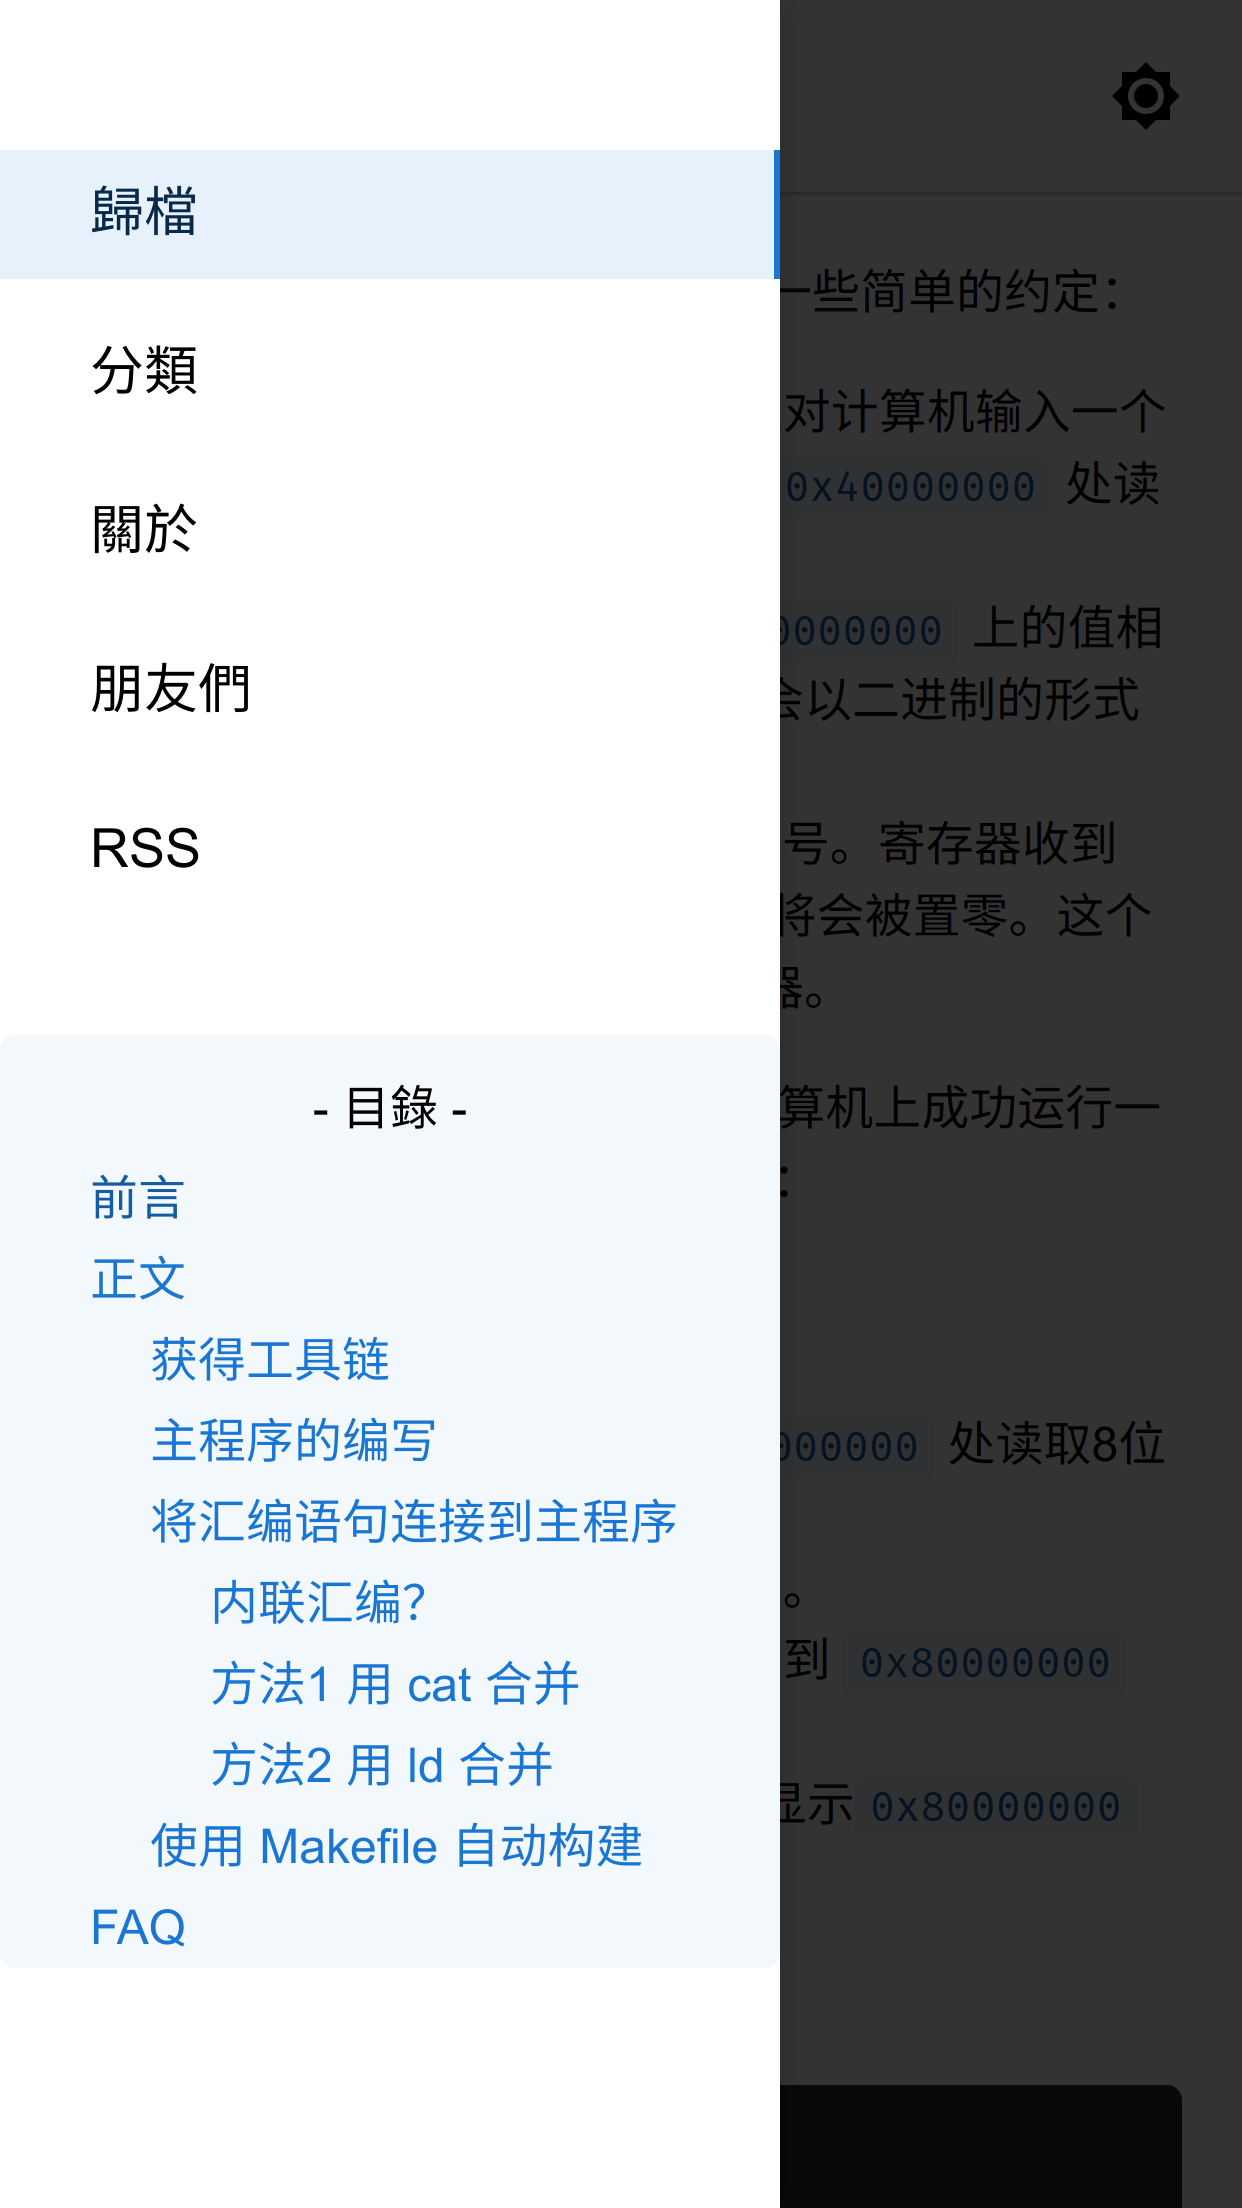 歸檔
分類
關於
朋友們
RSS
- 目錄 -
前言
正文
获得工具链
主程序的编写
将汇编语句连接到主程序
内联汇编？
方法1 用 cat 合并
方法2 用 ld 合并
使用 Makefile 自动构建
FAQ
一些简单的约定：
对计算机输入一个
0x40000000 处读
0000000 上的值相
会以二进制的形式
号。寄存器收到
将会被置零。这个
器。
算机上成功运行一
：
000000 处读取8位
。
到 0x80000000
显示 0x80000000